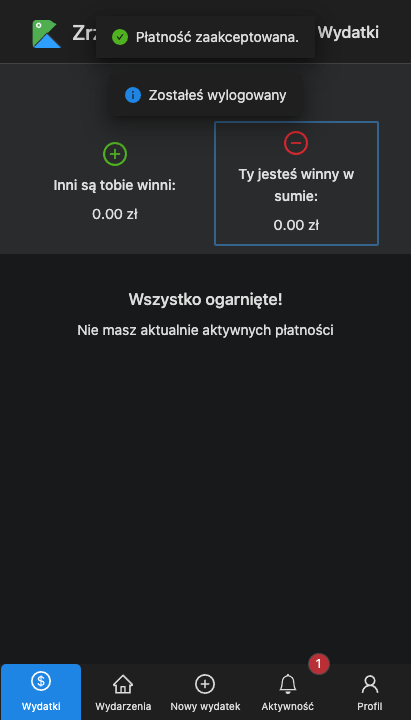 Płatność zaakceptowana.
Wydatki
Zostałeś wylogowany
Inni są tobie winni:
0.00 zł
Ty jesteś winny w
sumie:
0.00 zł
Wszystko ogarnięte!
Nie masz aktualnie aktywnych płatności
1
Wydatki
Wydarzenia
Nowy wydatek
Aktywność
Profil